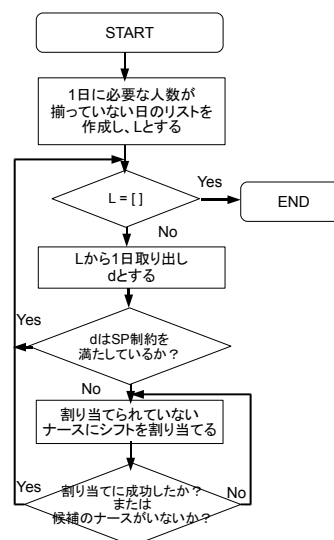 START
1日に必要な人数が
揃っていない日のリストを
作成し、Lとする
L = [ ]
Yes
END
No
Lから1日取り出し
dとする
Yes
dはSP制約を
満たしているか？
No
割り当てられていない
ナースにシフトを割り当てる
Yes
割り当てに成功したか？
または
候補のナースがいないか？
No